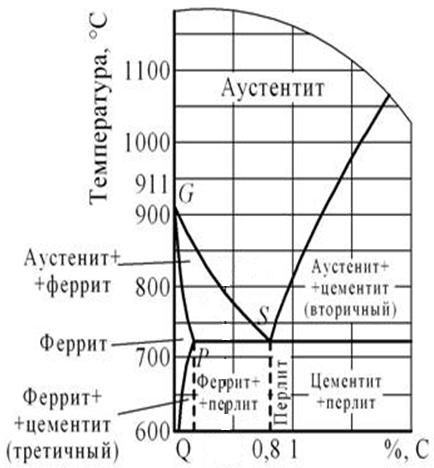 Температура, °С
1100
1000
911
900
800
700
600
Аустентит
G
Аустенит+
+феррит
Аустенит+
+цементит
(вторичный)
S
Феррит
P
Феррит+
+цементит
(третичный)
Феррит+
+перлит
Перлит
Цементит
+перлит
Q
0,8 1
%, С